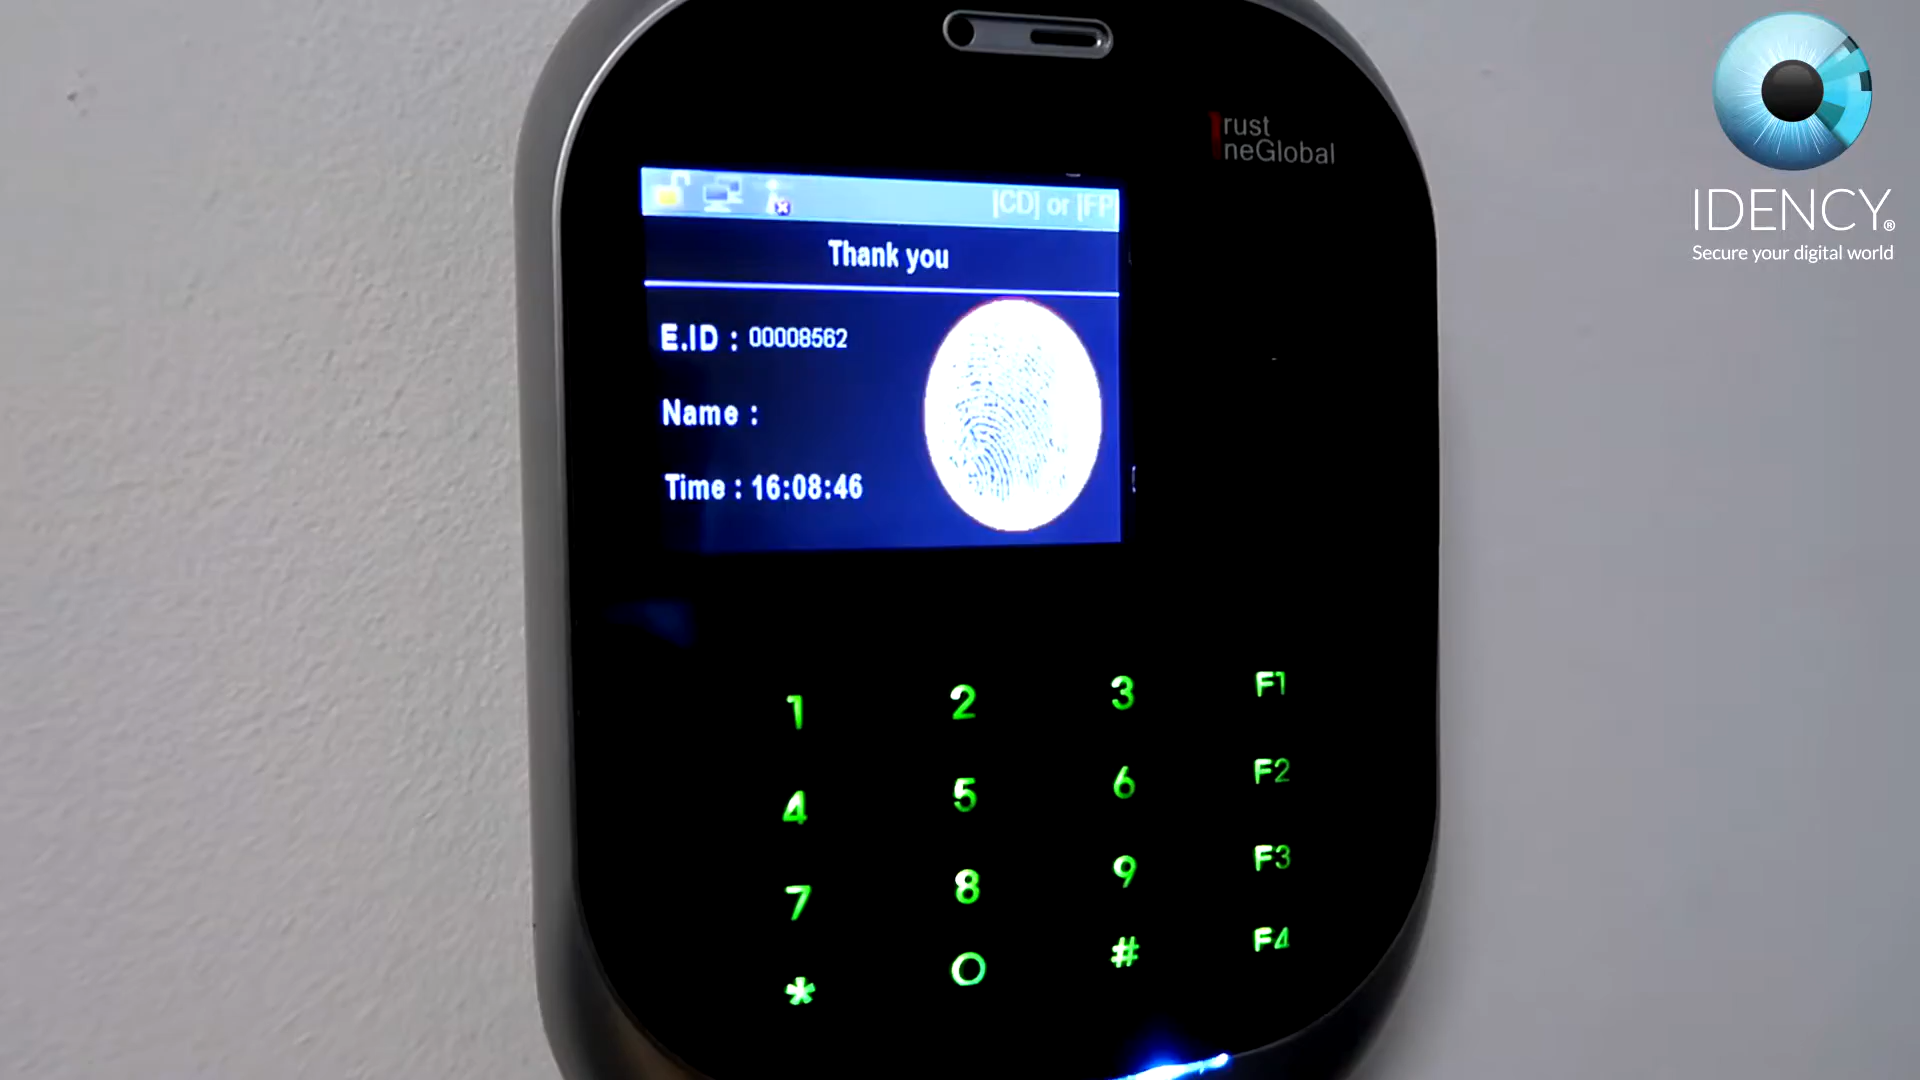 rust
neGlobal
IDENCY®
Secure your digital world
|CD| or |FP
Thank you
E.ID : 00008562
Name :
Time : 16:08:46
1 2 3 F1
4 5 6 F2
7 8 9 F3
* 0 # F4